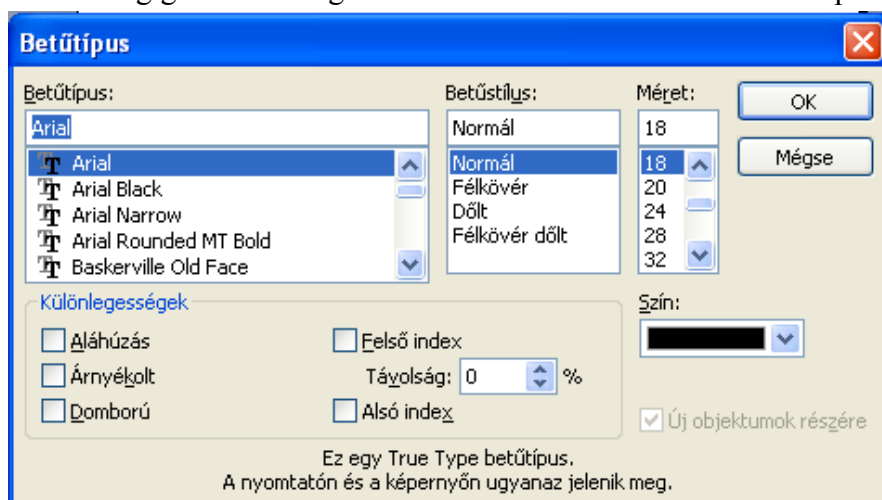 Betűtípus
Betűtípus: Betűstílus: Méret:
Arial Normál 18 OK
Arial Normál 18 Mégse
Arial Black Félkövér 20
Arial Narrow Dőlt 24
Arial Rounded MT Bold Félkövér dőlt 28
Baskerville Old Face 32
Különlegességek Szín:
Aláhúzás Felső index
Árnyékolt Távolság: 0 %
Domború Alsó index Új objektumok részére
Ez egy True Type betűtípus.
A nyomtatón és a képernyőn ugyanaz jelenik meg.